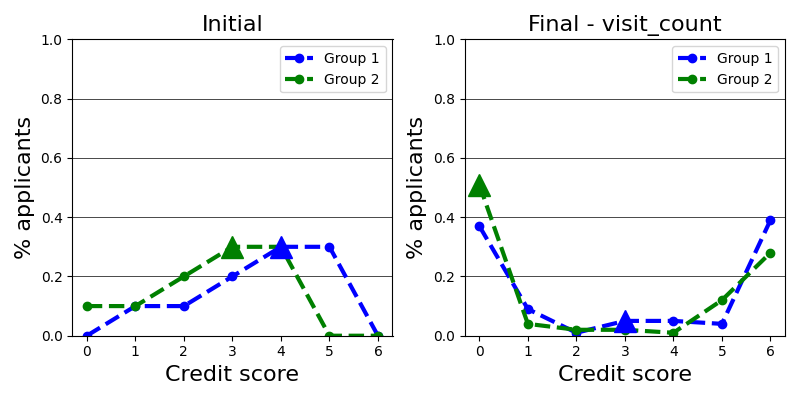 Initial
Group 1
Group 2
1.0
0.8
0.6
0.4
0.2
0.0
% applicants
0 1 2 3 4 5 6
Credit score
Final - visit_count
Group 1
Group 2
1.0
0.8
0.6
0.4
0.2
0.0
% applicants
0 1 2 3 4 5 6
Credit score